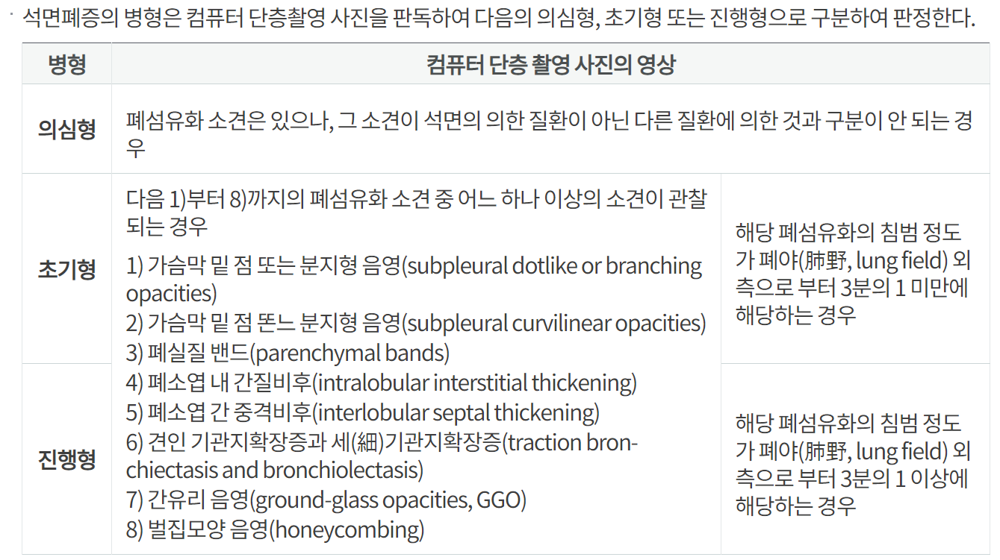 · 석면폐증의 병형은 컴퓨터 단층촬영 사진을 판독하여 다음의 의심형, 초기형 또는 진행형으로 구분하여 판정한다.
병형
컴퓨터 단층 촬영 사진의 영상
의심형
폐섬유화 소견은 있으나, 그 소견이 석면의 의한 질환이 아닌 다른 질환에 의한 것과 구분이 안 되는 경
우
초기형
다음 1)부터 8)까지의 폐섬유화 소견 중 어느 하나 이상의 소견이 관찰
되는 경우
1) 가슴막 밑 점 또는 분지형 음영(subpleural dotlike or branching
opacities)
2) 가슴막 밑 점 똔느 분지형 음영(subpleural curvilinear opacities)
3) 폐실질 밴드(parenchymal bands)
4) 폐소엽 내 간질비후(intralobular interstitial thickening)
5) 폐소엽 간 중격비후(interlobular septal thickening)
6) 견인 기관지확장증과 세(細)기관지확장증(traction bron-
chiectasis and bronchiolectasis)
7) 간유리 음영(ground-glass opacities, GGO)
8) 벌집모양 음영(honeycombing)
해당 폐섬유화의 침범 정도
가 폐야(肺野, lung field) 외
측으로 부터 3분의 1 미만에
해당하는 경우
진행형
해당 폐섬유화의 침범 정도
가 폐야(肺野, lung field) 외
측으로 부터 3분의 1 이상에
해당하는 경우